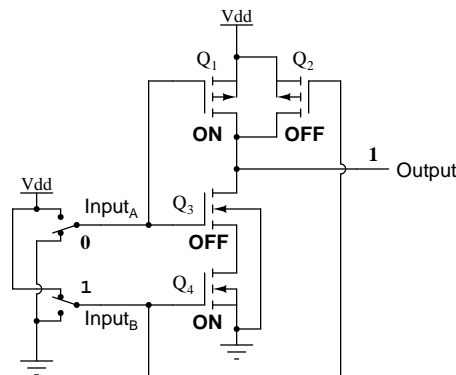 Vdd
Q1
Q2
ON
OFF
1
Output
Vdd
InputA
Q3
0
OFF
1
Q4
InputB
ON